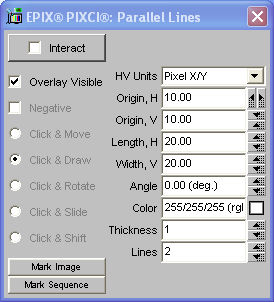 EPIX® PIXCI®: Parallel Lines
Interact
Overlay Visible
Negative
Click & Move
Click & Draw
Click & Rotate
Click & Slide
Click & Shift
Mark Image
Mark Sequence
HV Units Pixel X/Y
Origin, H 10.00
Origin, V 10.00
Length, H 20.00
Width, V 20.00
Angle 0.00 (deg.)
Color 255/255/255 (rgl
Thickness 1
Lines 2